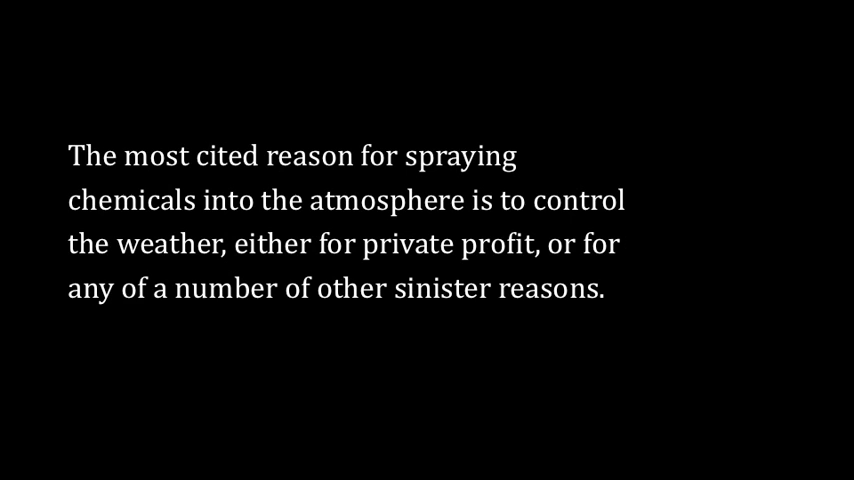 The most cited reason for spraying
chemicals into the atmosphere is to control
the weather, either for private profit, or for
any of a number of other sinister reasons.